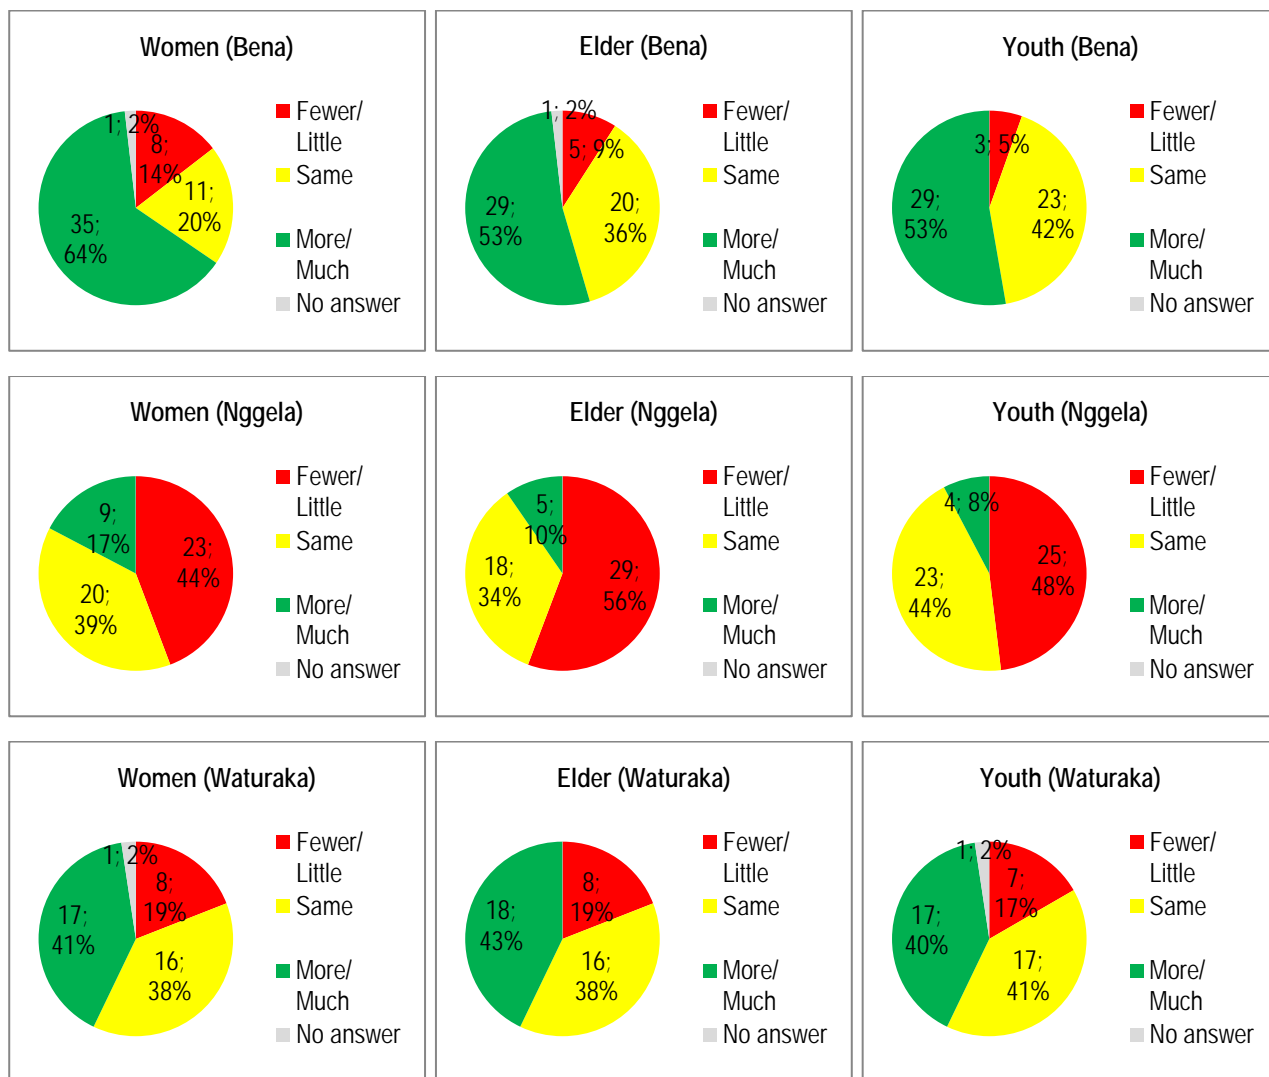 Women (Bena)
1; 2%
8;
14%
11;
20%
35;
64%
Fewer/
Little
Same
More/
Much
No answer
Elder (Bena)
1; 2%
5; 9%
20;
36%
29;
53%
Fewer/
Little
Same
More/
Much
No answer
Youth (Bena)
3; 5%
23;
42%
29;
53%
Fewer/
Little
Same
More/
Much
No answer
Women (Nggela)
9;
17%
23;
44%
20;
39%
Fewer/
Little
Same
More/
Much
No answer
Elder (Nggela)
5;
10%
18;
34%
29;
56%
Fewer/
Little
Same
More/
Much
No answer
Youth (Nggela)
4; 8%
25;
48%
23;
44%
Fewer/
Little
Same
More/
Much
No answer
Women (Waturaka)
1; 2%
8;
19%
17;
41%
16;
38%
Fewer/
Little
Same
More/
Much
No answer
Elder (Waturaka)
8;
19%
18;
43%
16;
38%
Fewer/
Little
Same
More/
Much
No answer
Youth (Waturaka)
1; 2%
7;
17%
17;
40%
17;
41%
Fewer/
Little
Same
More/
Much
No answer